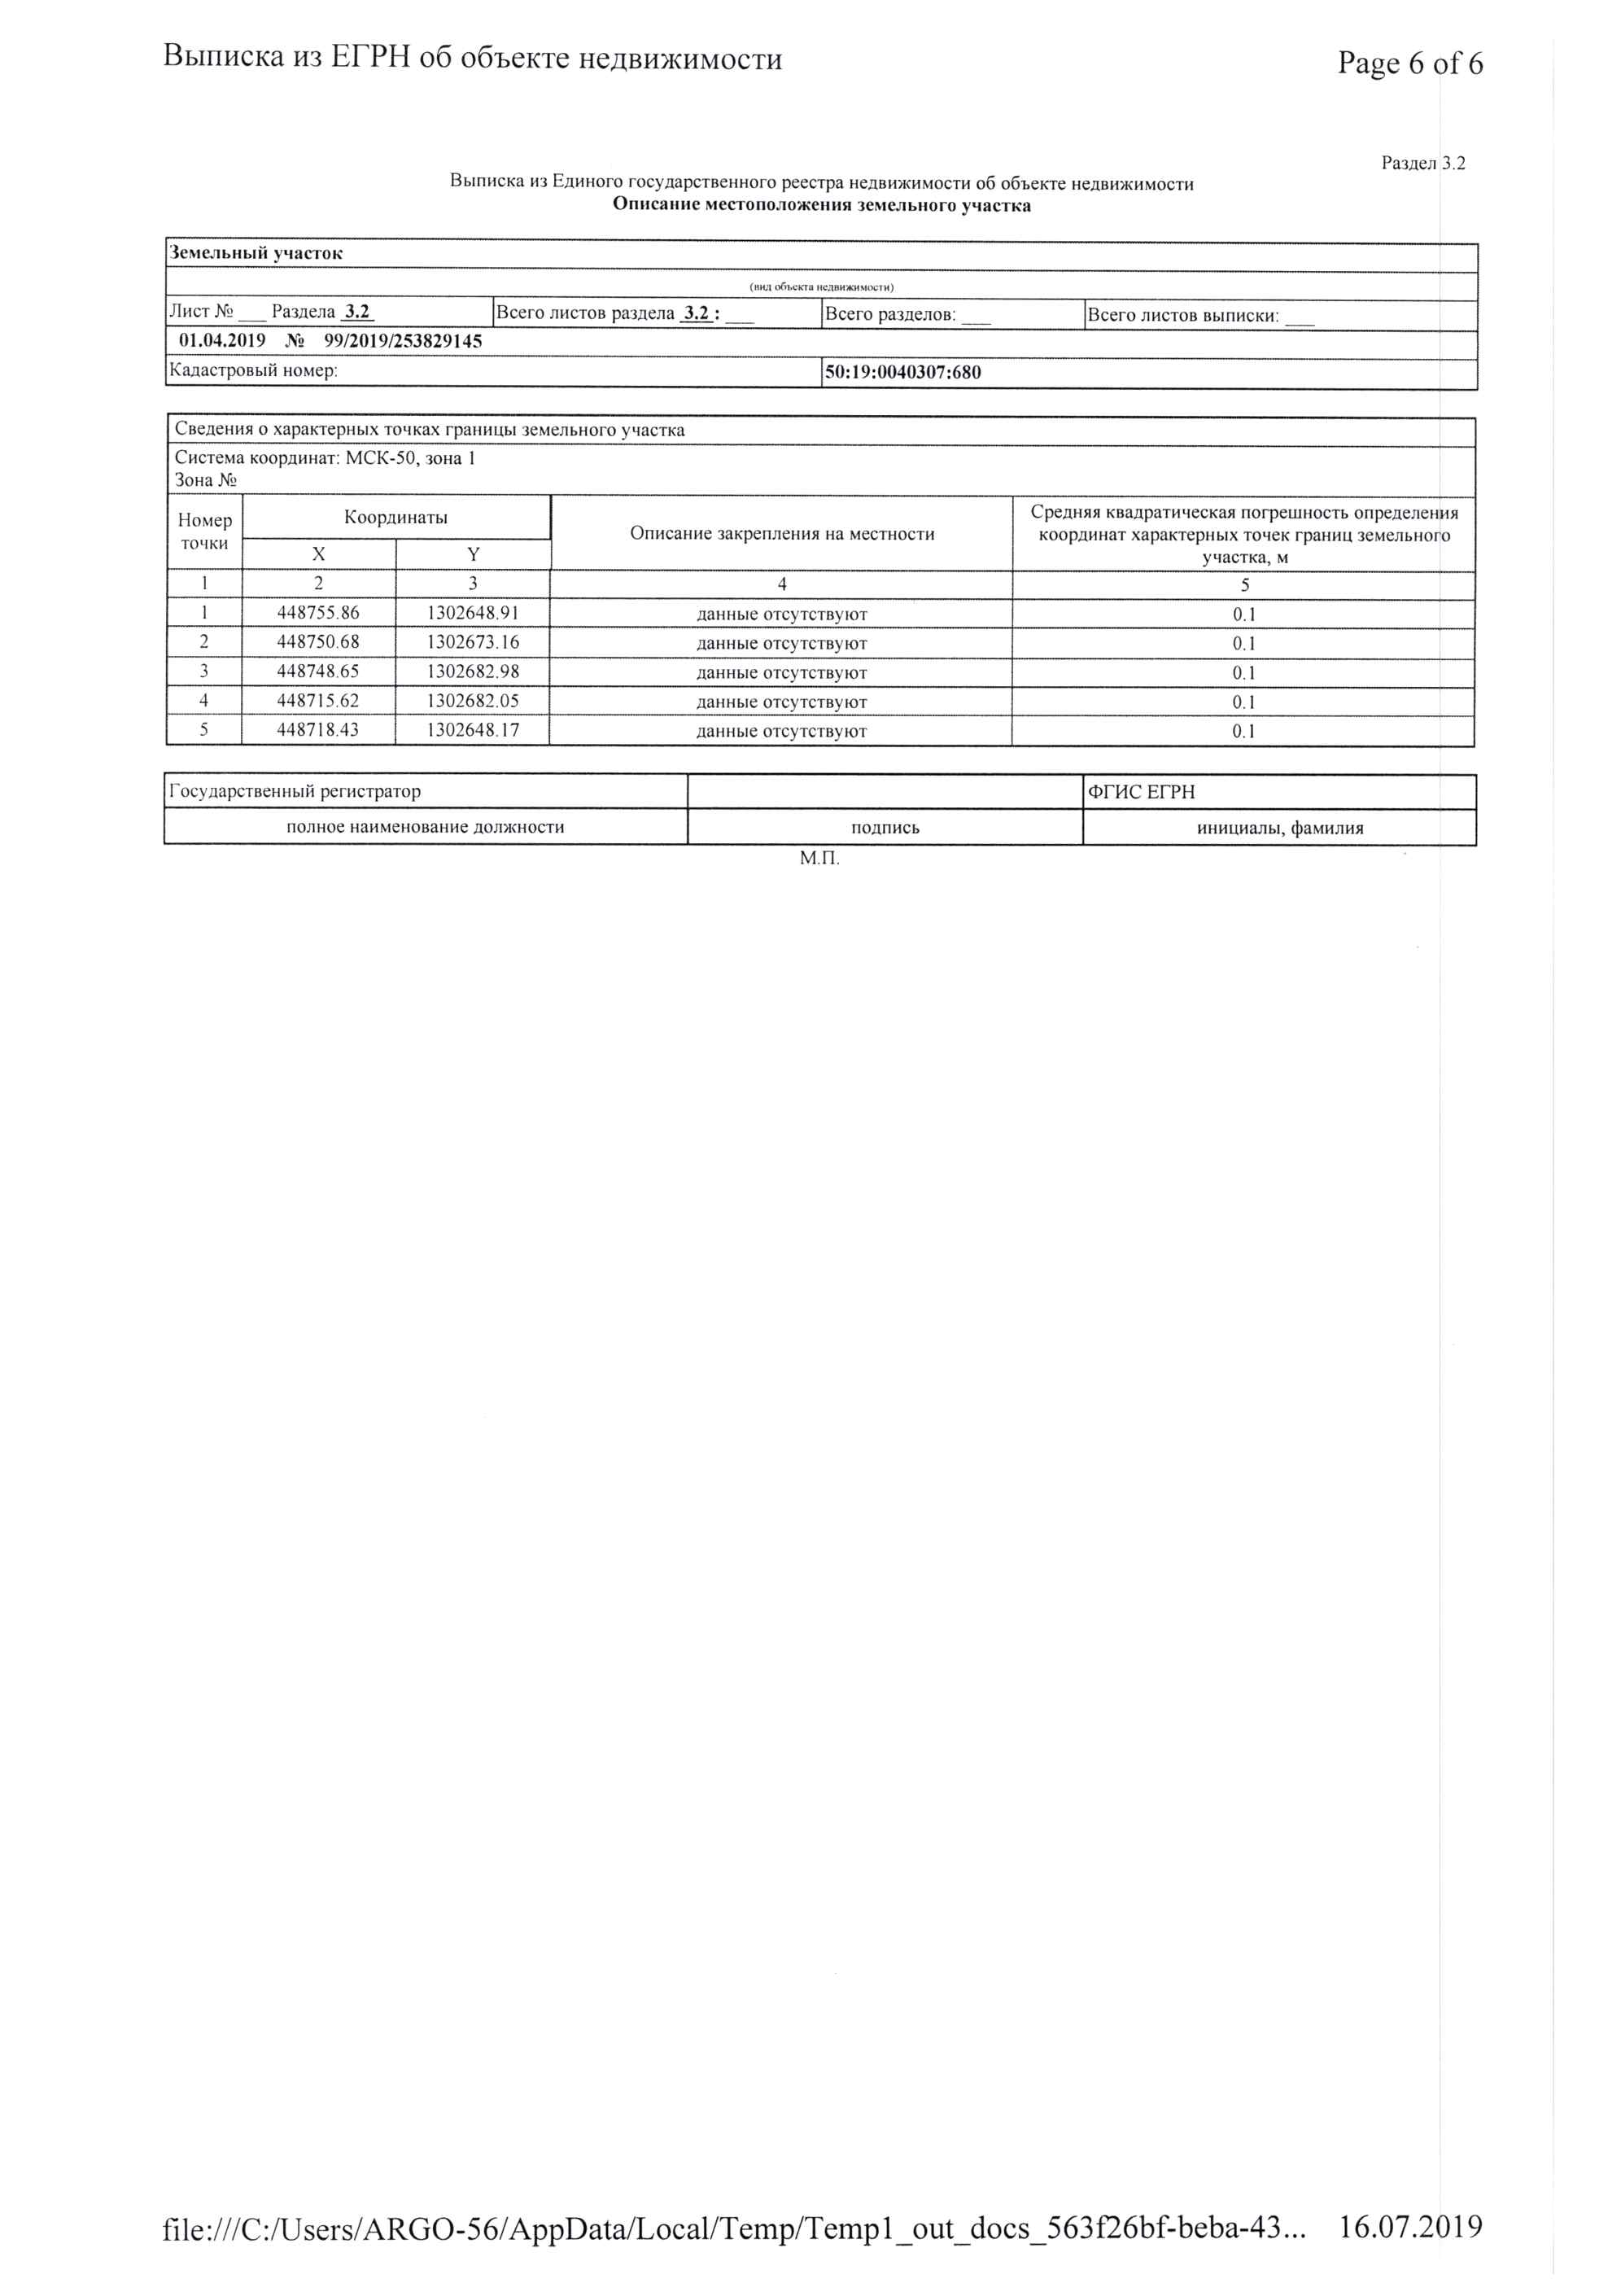 Выписка из ЕГРН об объекте недвижимости Page 6 of 6
Раздел 3.2
Выписка из Единого государственного реестра недвижимости об объекте недвижимости
Описание местоположения земельного участка
Земельный участок
(вид объекта недвижимости)
Лист № ___ Раздела 3.2 Всего листов раздела 3.2 : ___ Всего разделов: ___ Всего листов выписки: ___
01.04.2019 № 99/2019/253829145
Кадастровый номер: 50:19:0040307:680
Сведения о характерных точках границы земельного участка
Система координат: МСК-50, зона 1
Зона №
Номер точки Координаты Описание закрепления на местности Средняя квадратическая погрешность определения координат характерных точек границ земельного участка, м
X Y
1 2 3 4 5
1 448755.86 1302648.91 данные отсутствуют 0.1
2 448750.68 1302673.16 данные отсутствуют 0.1
3 448748.65 1302682.98 данные отсутствуют 0.1
4 448715.62 1302682.05 данные отсутствуют 0.1
5 448718.43 1302648.17 данные отсутствуют 0.1
Государственный регистратор ФГИС ЕГРН
полное наименование должности подпись инициалы, фамилия
М.П.
file:///C:/Users/ARGO-56/AppData/Local/Temp/Temp1_out_docs_563f26bf-beba-43... 16.07.2019